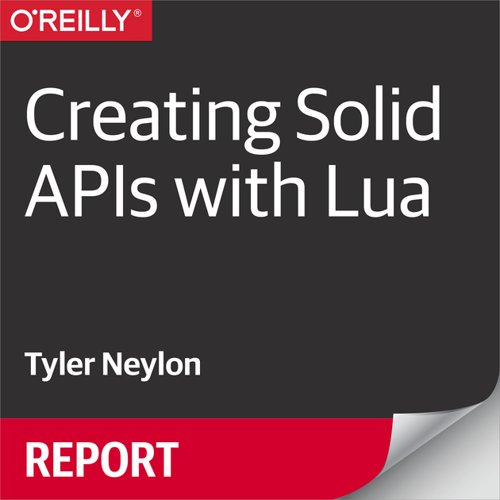 O'REILLY®
Creating Solid
APIs with Lua
Tyler Neylon
REPORT